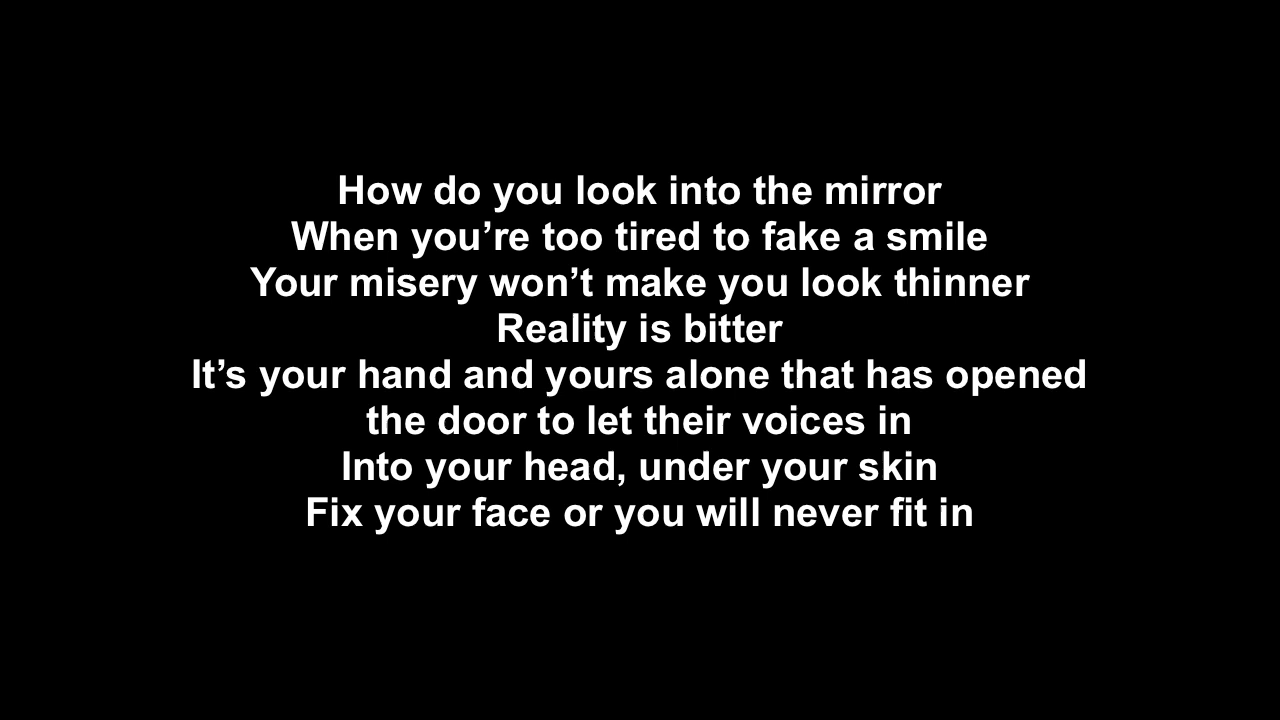 How do you look into the mirror
When you’re too tired to fake a smile
Your misery won’t make you look thinner
Reality is bitter
It’s your hand and yours alone that has opened
the door to let their voices in
Into your head, under your skin
Fix your face or you will never fit in